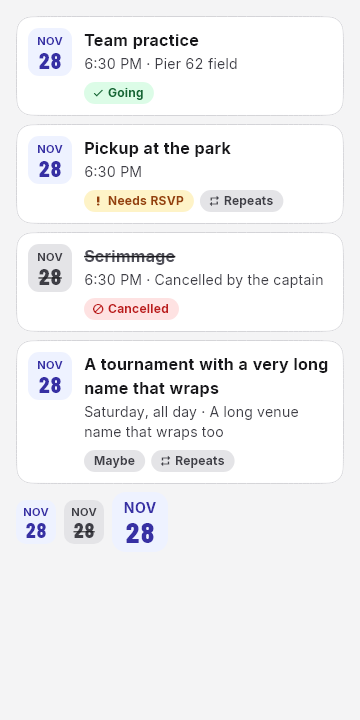 NOV
28
Team practice
6:30 PM · Pier 62 field
Going
NOV
28
Pickup at the park
6:30 PM
Needs RSVP
Repeats
NOV
28
Scrimmage
6:30 PM · Cancelled by the captain
Cancelled
NOV
28
A tournament with a very long
name that wraps
Saturday, all day · A long venue
name that wraps too
Maybe
Repeats
NOV
28
NOV
28
NOV
28